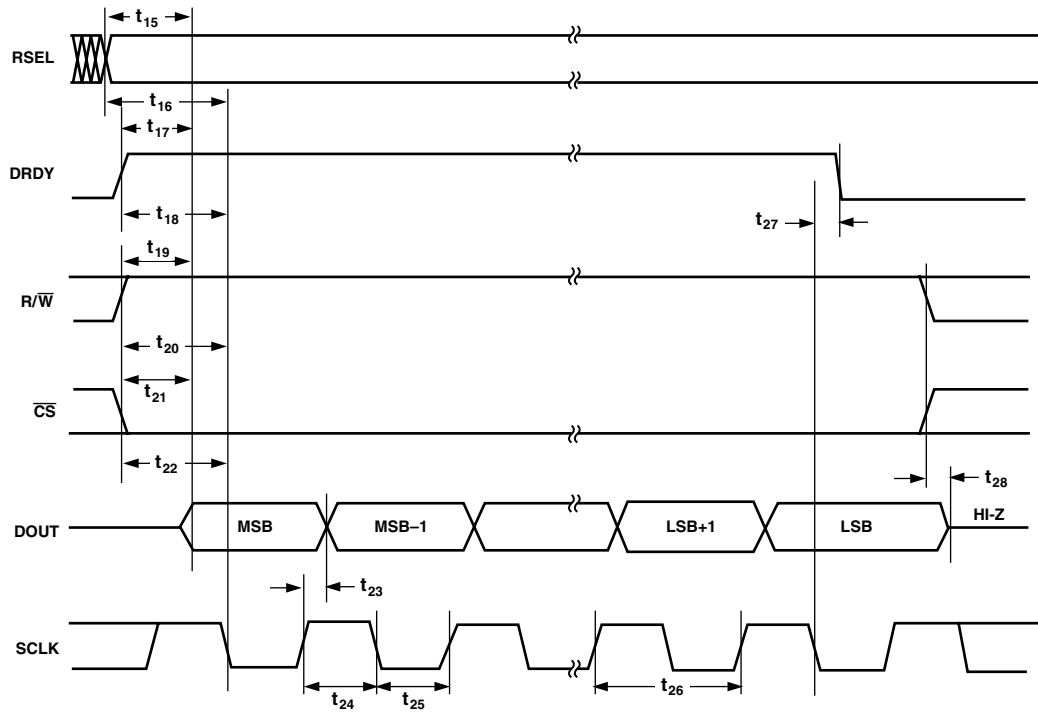 t15
RSEL
t16
t17
DRDY
t18
t27
t19
R/W̅
t20
t21
C̅S̅
t22
t28
DOUT
MSB
MSB–1
LSB+1
LSB
HI-Z
t23
SCLK
t24
t25
t26